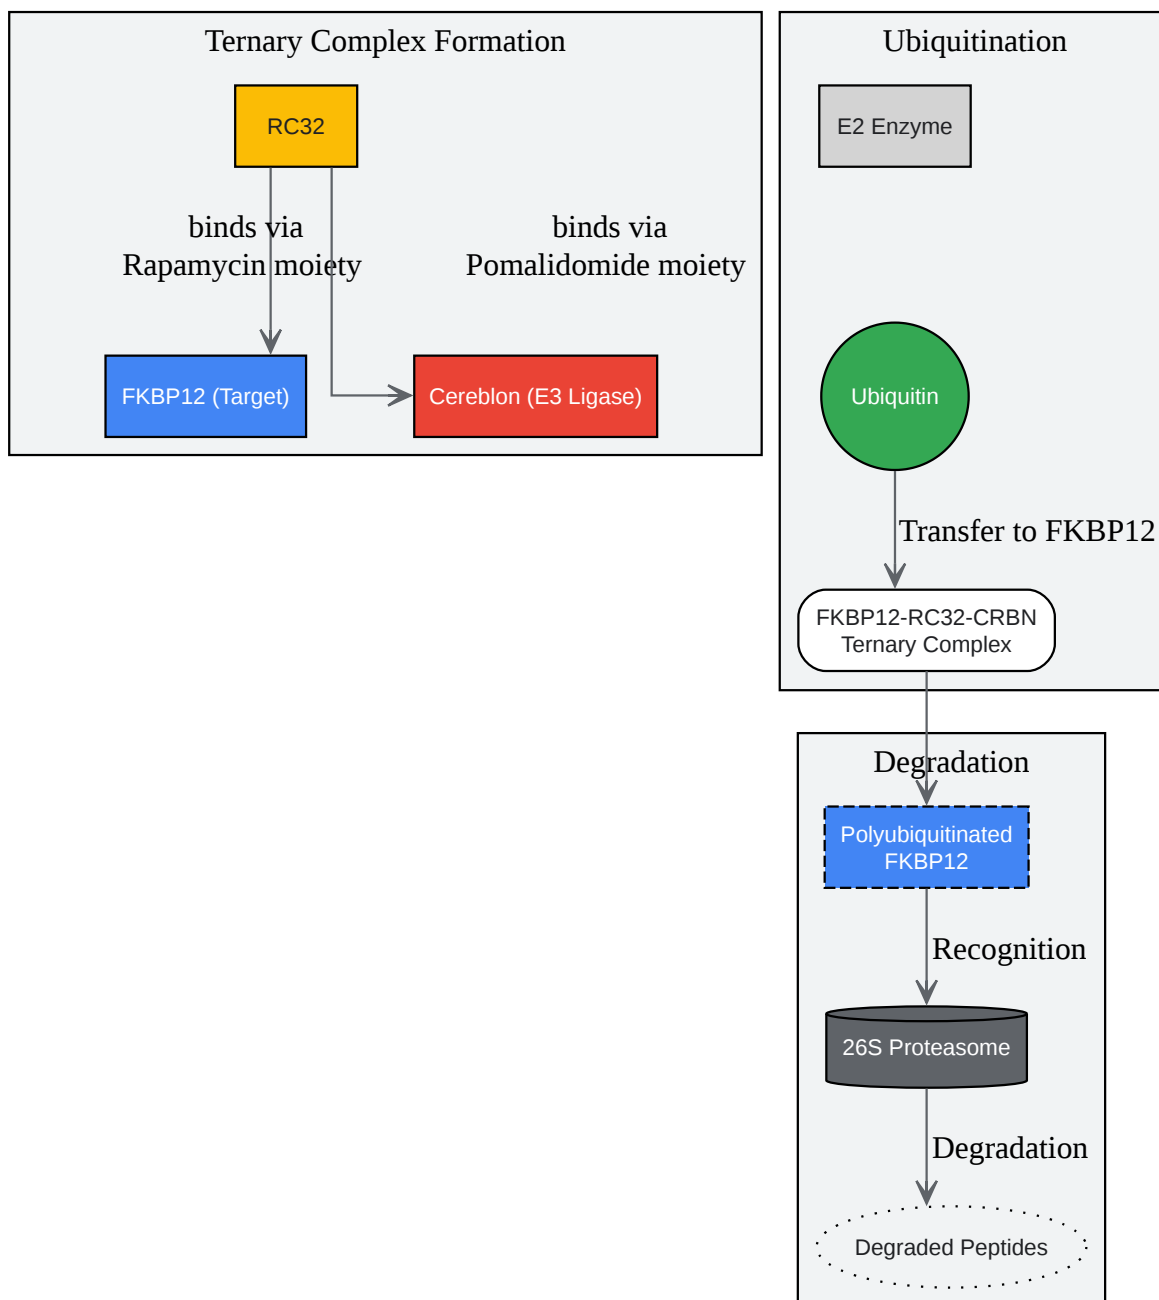 Ternary Complex Formation
RC32
binds via
Rapamycin moiety
binds via
Pomalidomide moiety
FKBP12 (Target)
Cereblon (E3 Ligase)
Ubiquitination
E2 Enzyme
Ubiquitin
Transfer to FKBP12
FKBP12-RC32-CRBN
Ternary Complex
Degradation
Polyubiquitinated
FKBP12
Recognition
26S Proteasome
Degradation
Degraded Peptides